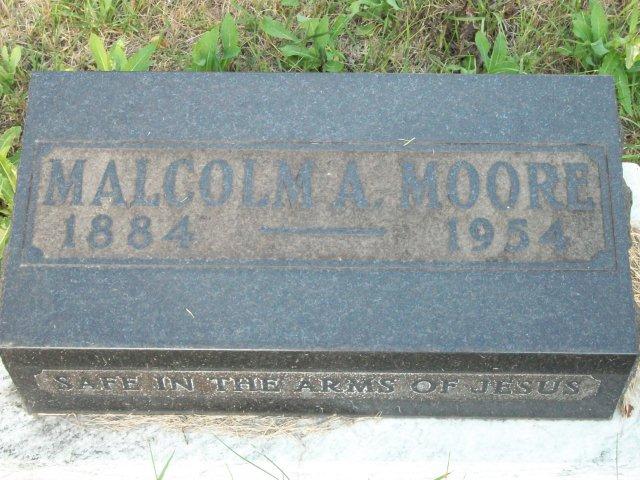 MALCOLM A. MOORE
1884 — 1954
SAFE IN THE ARMS OF JESUS